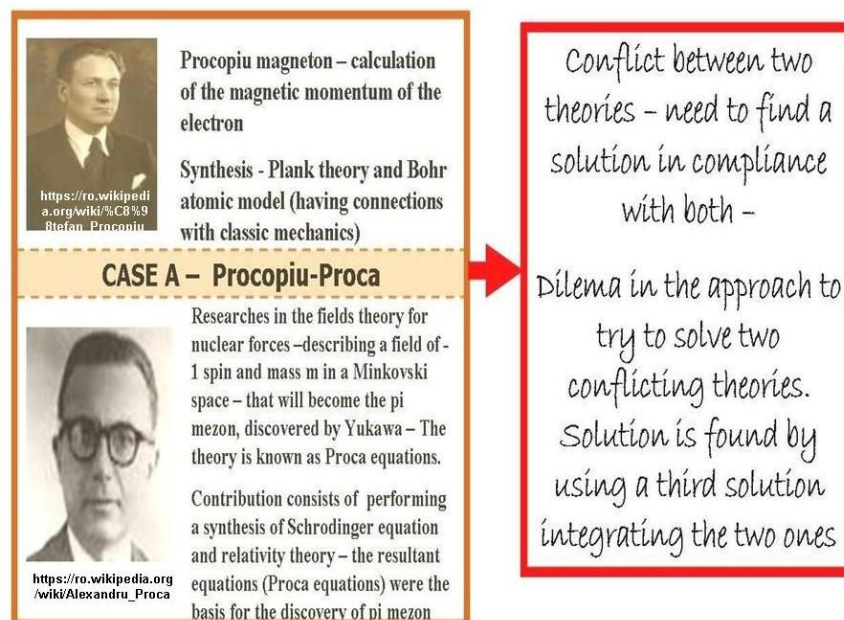 Procopiu magneton – calculation
of the magnetic momentum of the
electron
Synthesis - Plank theory and Bohr
atomic model (having connections
with classic mechanics)
https://ro.wikipedi
a.org/wiki/%C8%9
8tefan_Procopiu
CASE A – Procopiu-Proca
Researches in the fields theory for
nuclear forces –describing a field of -
1 spin and mass m in a Minkovski
space – that will become the pi
mezon, discovered by Yukawa – The
theory is known as Proca equations.
Contribution consists of performing
a synthesis of Schrodinger equation
and relativity theory – the resultant
equations (Proca equations) were the
basis for the discovery of pi mezon
https://ro.wikipedia.org
/wiki/Alexandru_Proca
Conflict between two
theories – need to find a
solution in compliance
with both –
Dilema in the approach to
try to solve two
conflicting theories.
Solution is found by
using a third solution
integrating the two ones